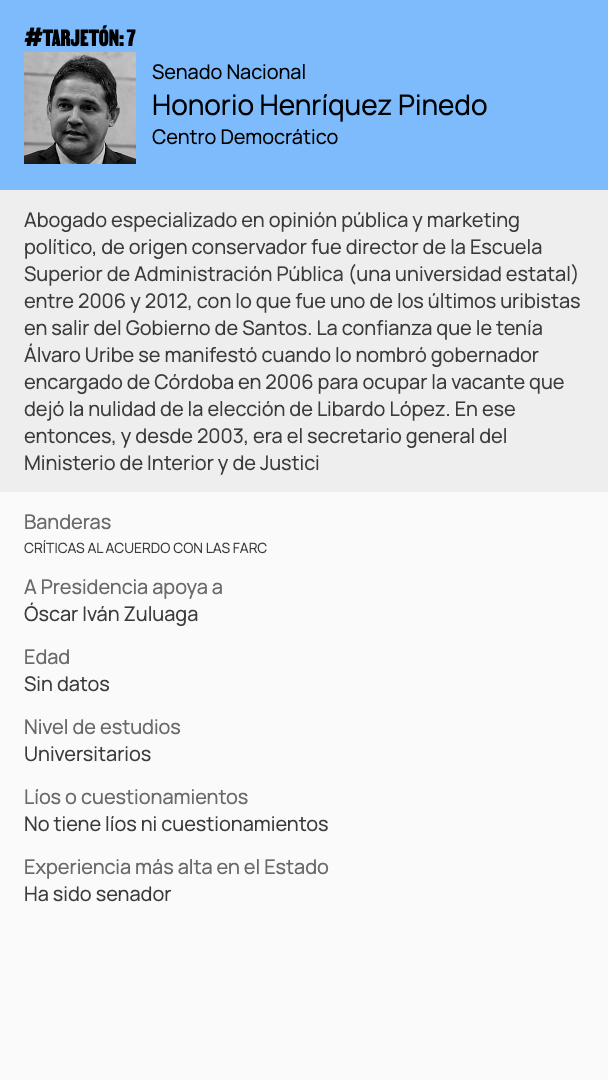 #TARJETÓN: 7
Senado Nacional
Honorio Henríquez Pinedo
Centro Democrático
Abogado especializado en opinión pública y marketing
político, de origen conservador fue director de la Escuela
Superior de Administración Pública (una universidad estatal)
entre 2006 y 2012, con lo que fue uno de los últimos uribistas
en salir del Gobierno de Santos. La confianza que le tenía
Álvaro Uribe se manifestó cuando lo nombró gobernador
encargado de Córdoba en 2006 para ocupar la vacante que
dejó la nulidad de la elección de Libardo López. En ese
entonces, y desde 2003, era el secretario general del
Ministerio de Interior y de Justici
Banderas
CRÍTICAS AL ACUERDO CON LAS FARC
A Presidencia apoya a
Óscar Iván Zuluaga
Edad
Sin datos
Nivel de estudios
Universitarios
Líos o cuestionamientos
No tiene líos ni cuestionamientos
Experiencia más alta en el Estado
Ha sido senador